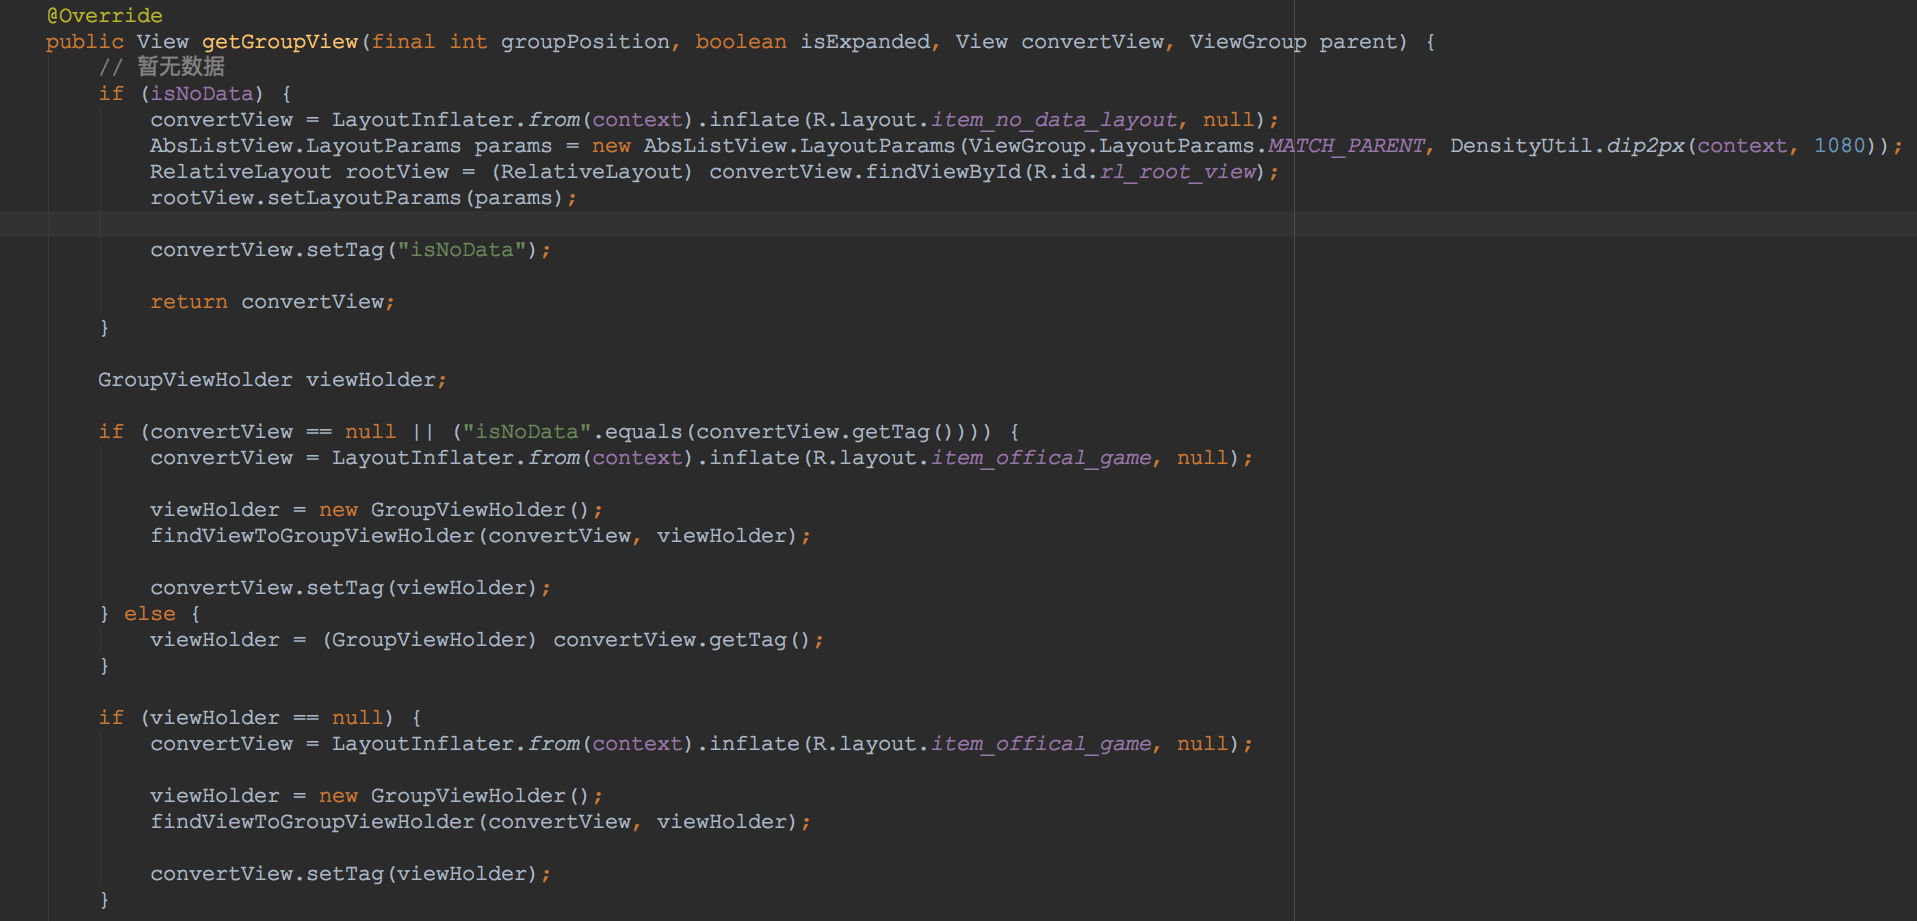 @Override
public View getGroupView(final int groupPosition, boolean isExpanded, View convertView, ViewGroup parent) {
// 暂无数据
if (isNoData) {
convertView = LayoutInflater.from(context).inflate(R.layout.item_no_data_layout, null);
AbsListView.LayoutParams params = new AbsListView.LayoutParams(ViewGroup.LayoutParams.MATCH_PARENT, DensityUtil.dip2px(context, 1080));
RelativeLayout rootView = (RelativeLayout) convertView.findViewById(R.id.rl_root_view);
rootView.setLayoutParams(params);
convertView.setTag("isNoData");
return convertView;
}
GroupViewHolder viewHolder;
if (convertView == null || ("isNoData".equals(convertView.getTag()))) {
convertView = LayoutInflater.from(context).inflate(R.layout.item_offical_game, null);
viewHolder = new GroupViewHolder();
findViewToGroupViewHolder(convertView, viewHolder);
convertView.setTag(viewHolder);
} else {
viewHolder = (GroupViewHolder) convertView.getTag();
}
if (viewHolder == null) {
convertView = LayoutInflater.from(context).inflate(R.layout.item_offical_game, null);
viewHolder = new GroupViewHolder();
findViewToGroupViewHolder(convertView, viewHolder);
convertView.setTag(viewHolder);
}